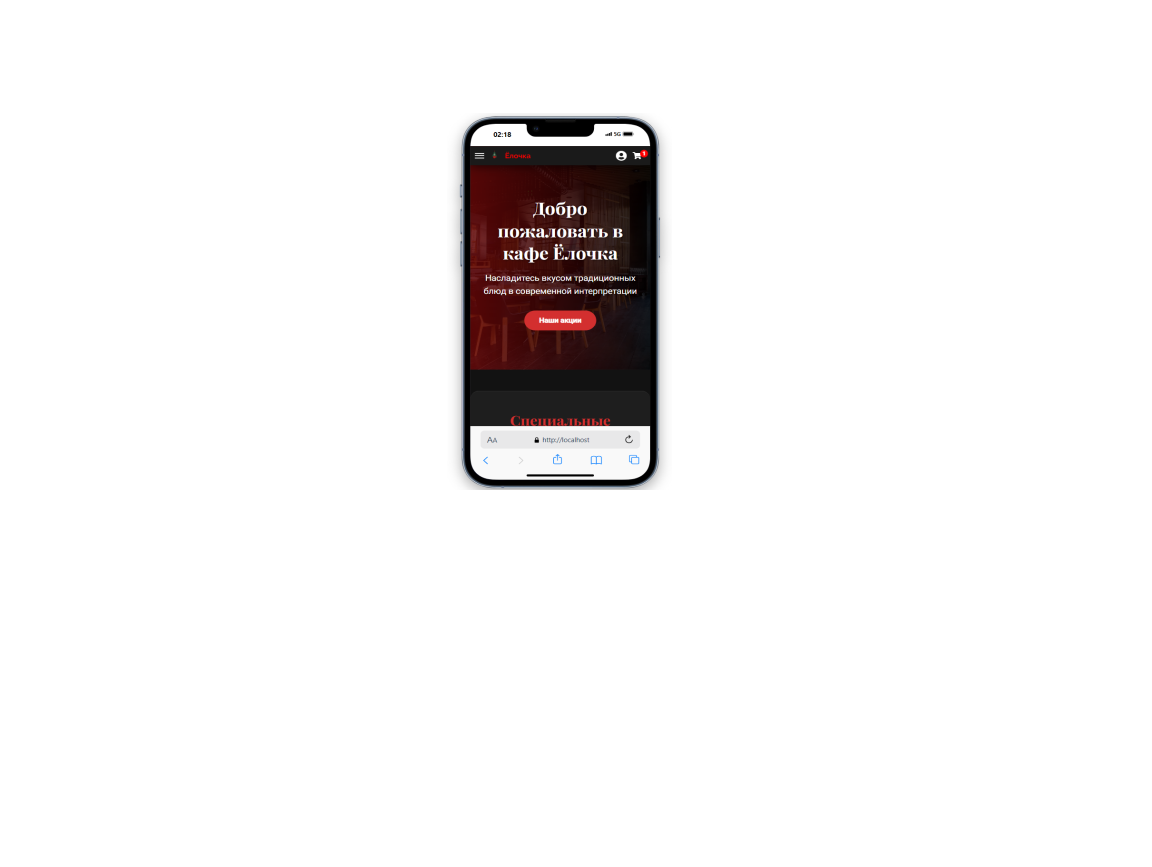 02:18
5G
Ёлочка
1
Добро
пожаловать в
кафе Ёлочка
Насладитесь вкусом традиционных
блюд в современной интерпретации
Наши акции
Специальные
AA
http://localhost